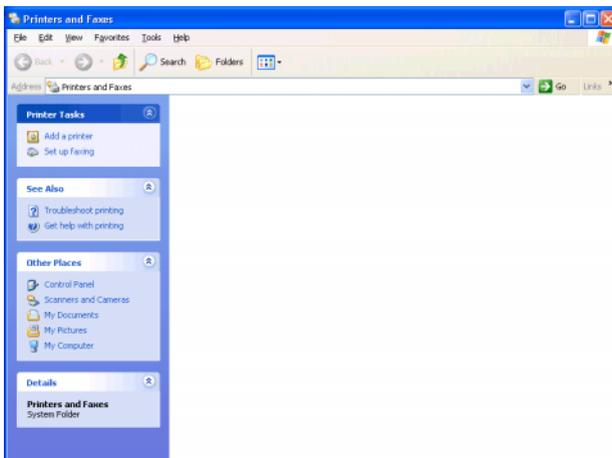 Printers and Faxes
File Edit View Favorites Tools Help
Back Search Folders
Address Printers and Faxes Go Links
Printer Tasks
Add a printer
Set up faxing
See Also
Troubleshoot printing
Get help with printing
Other Places
Control Panel
Scanners and Cameras
My Documents
My Pictures
My Computer
Details
Printers and Faxes
System Folder